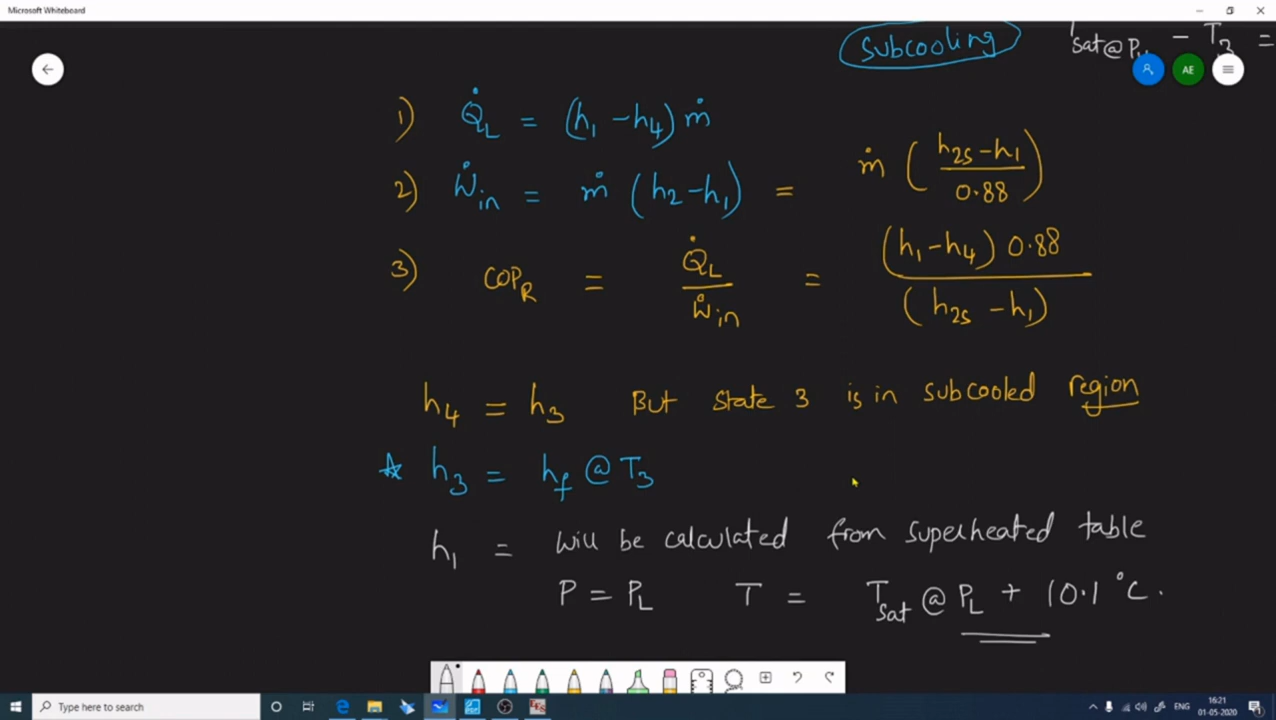 Microsoft Whiteboard
Subcooling Tsat@PH - T3 =
AE
1) Q̇L = (h1 - h4) ṁ
2) Ẇin = ṁ (h2 - h1) = ṁ ( (h2s - h1) / 0.88 )
3) COPR = Q̇L / Ẇin = (h1 - h4) 0.88 / (h2s - h1)
h4 = h3 But state 3 is in subcooled region
☆ h3 = hf @ T3
h1 = will be calculated from superheated table
P = PL T = Tsat @ PL + 10.1 °C.
Type here to search
ENG
16:21
01-05-2020